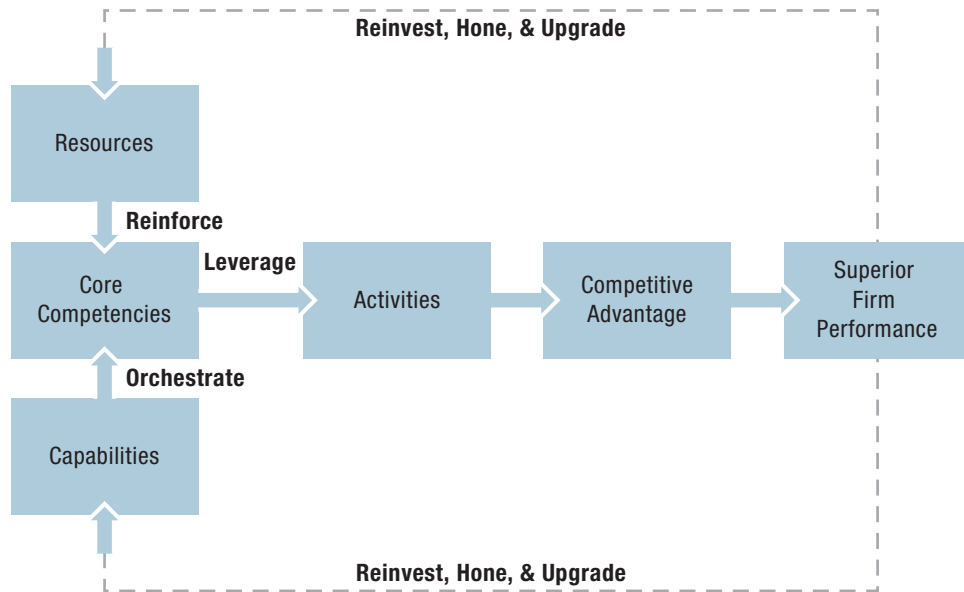 Reinvest, Hone, & Upgrade
Resources
Reinforce
Core
Competencies
Leverage
Activities
Competitive
Advantage
Superior
Firm
Performance
Orchestrate
Capabilities
Reinvest, Hone, & Upgrade